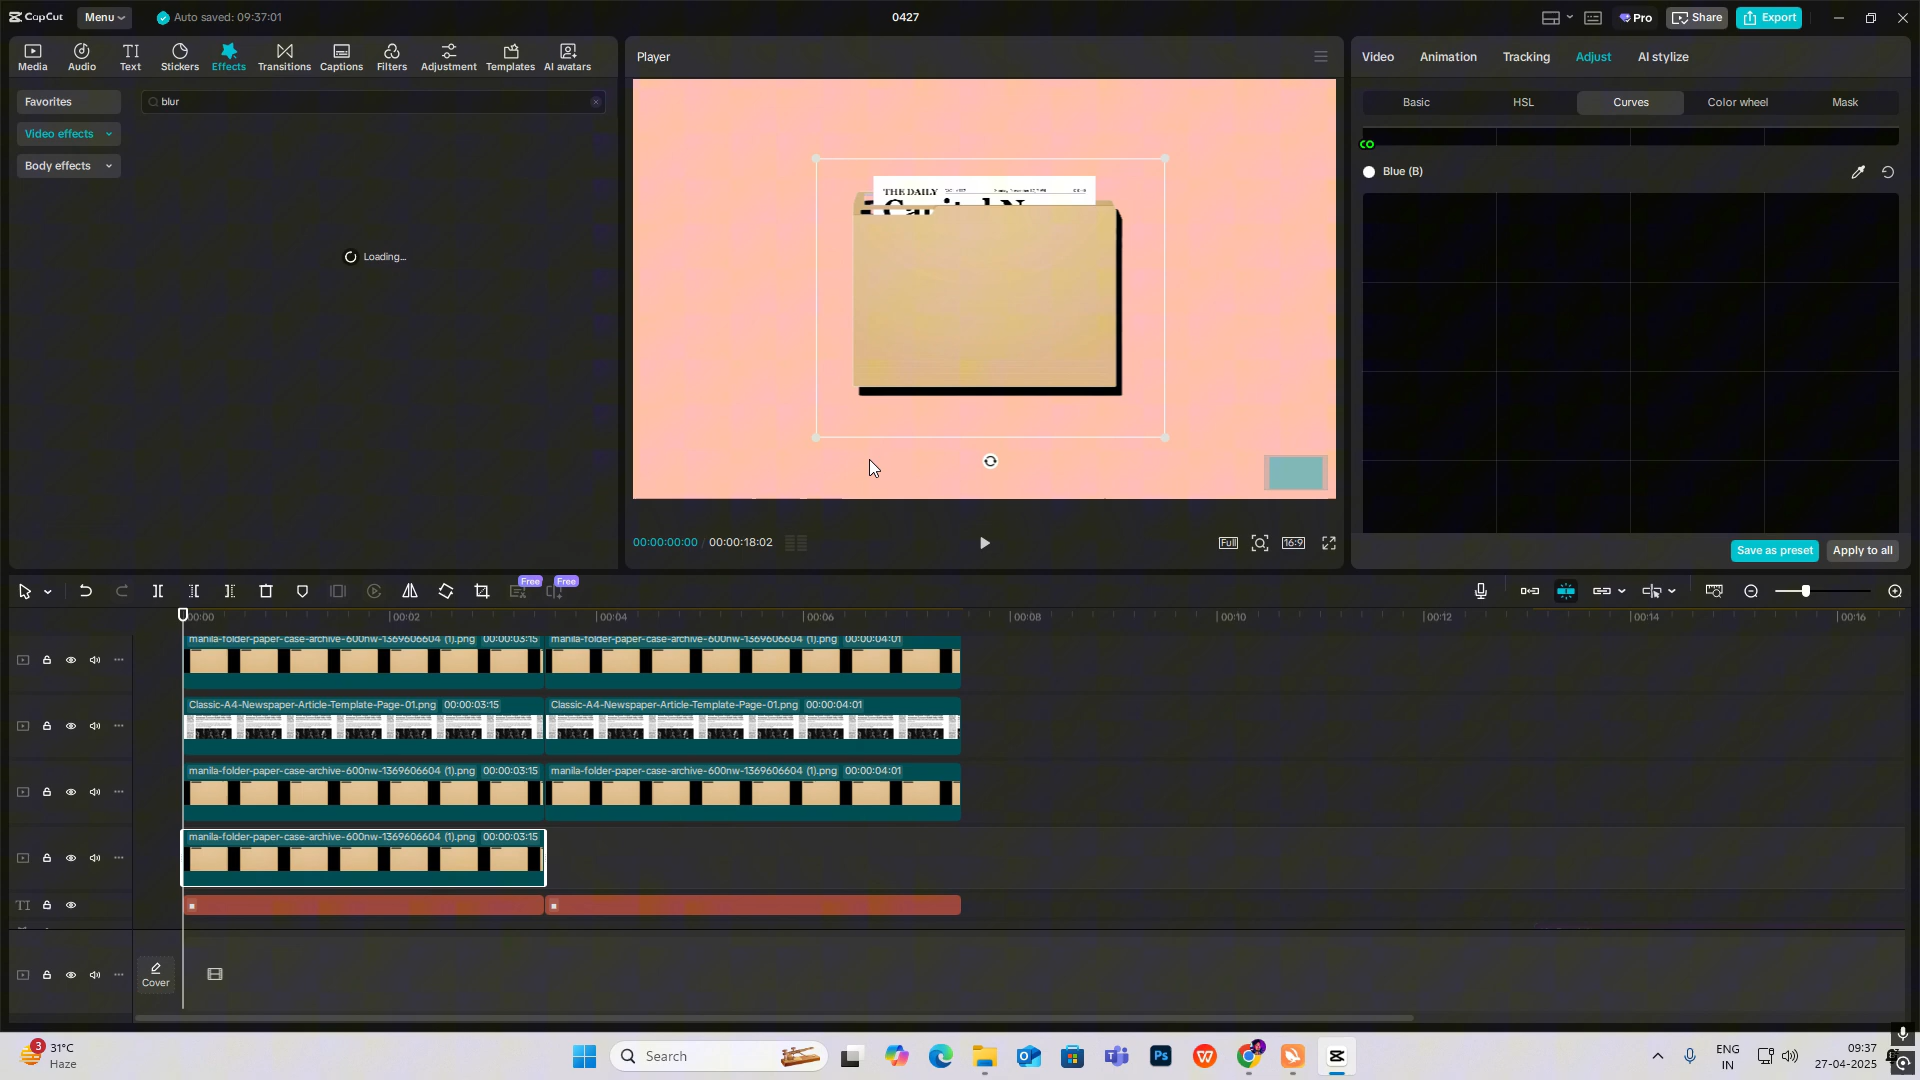 CapCut
Menu
Auto saved: 09:37:01
0427
Pro
Share
Export
Media
Audio
Text
Stickers
Effects
Transitions
Captions
Filters
Adjustment
Templates
AI avatars
Favorites
Video effects
Body effects
blur
Loading...
Player
THE DAILY
00:00:00:00 / 00:00:18:02
Full
16:9
Video
Animation
Tracking
Adjust
AI stylize
Basic
HSL
Curves
Color wheel
Mask
Blue (B)
Save as preset
Apply to all
Free
Free
00:00
00:02
00:04
00:06
00:08
00:10
00:12
00:14
00:16
manila-folder-paper-case-archive-600nw-1369606604 (1).png 00:00:03:15
manila-folder-paper-case-archive-600nw-1369606604 (1).png 00:00:04:01
Classic-A4-Newspaper-Article-Template-Page-01.png 00:00:03:15
Classic-A4-Newspaper-Article-Template-Page-01.png 00:00:04:01
manila-folder-paper-case-archive-600nw-1369606604 (1).png 00:00:03:15
manila-folder-paper-case-archive-600nw-1369606604 (1).png 00:00:04:01
manila-folder-paper-case-archive-600nw-1369606604 (1).png 00:00:03:15
TI
Cover
3
31°C
Haze
Search
Ps
ENG
IN
09:37
27-04-2025